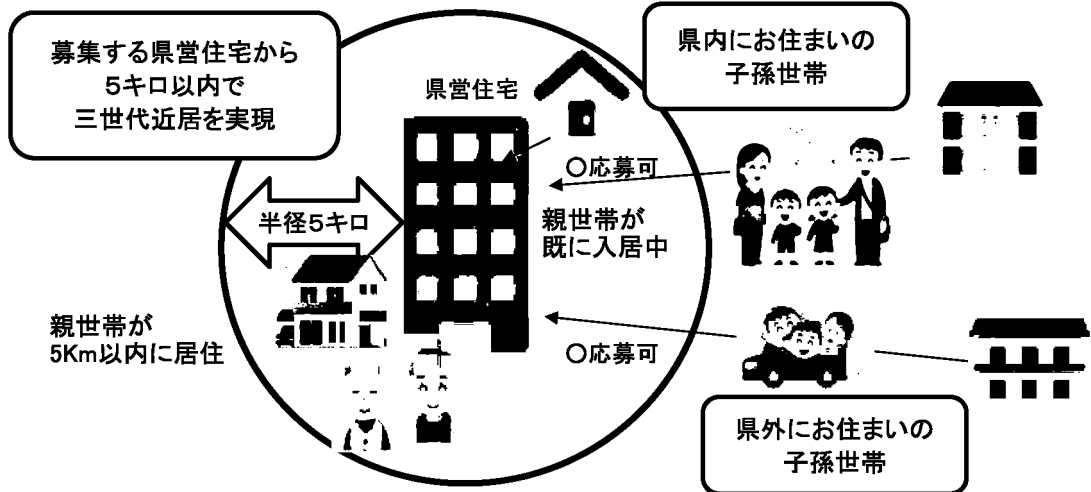 募集する県営住宅から
5キロ以内で
三世代近居を実現
県営住宅
県内にお住まいの
子孫世帯
○応募可
半径5キロ
親世帯が
既に入居中
親世帯が
5Km以内に居住
○応募可
県外にお住まいの
子孫世帯